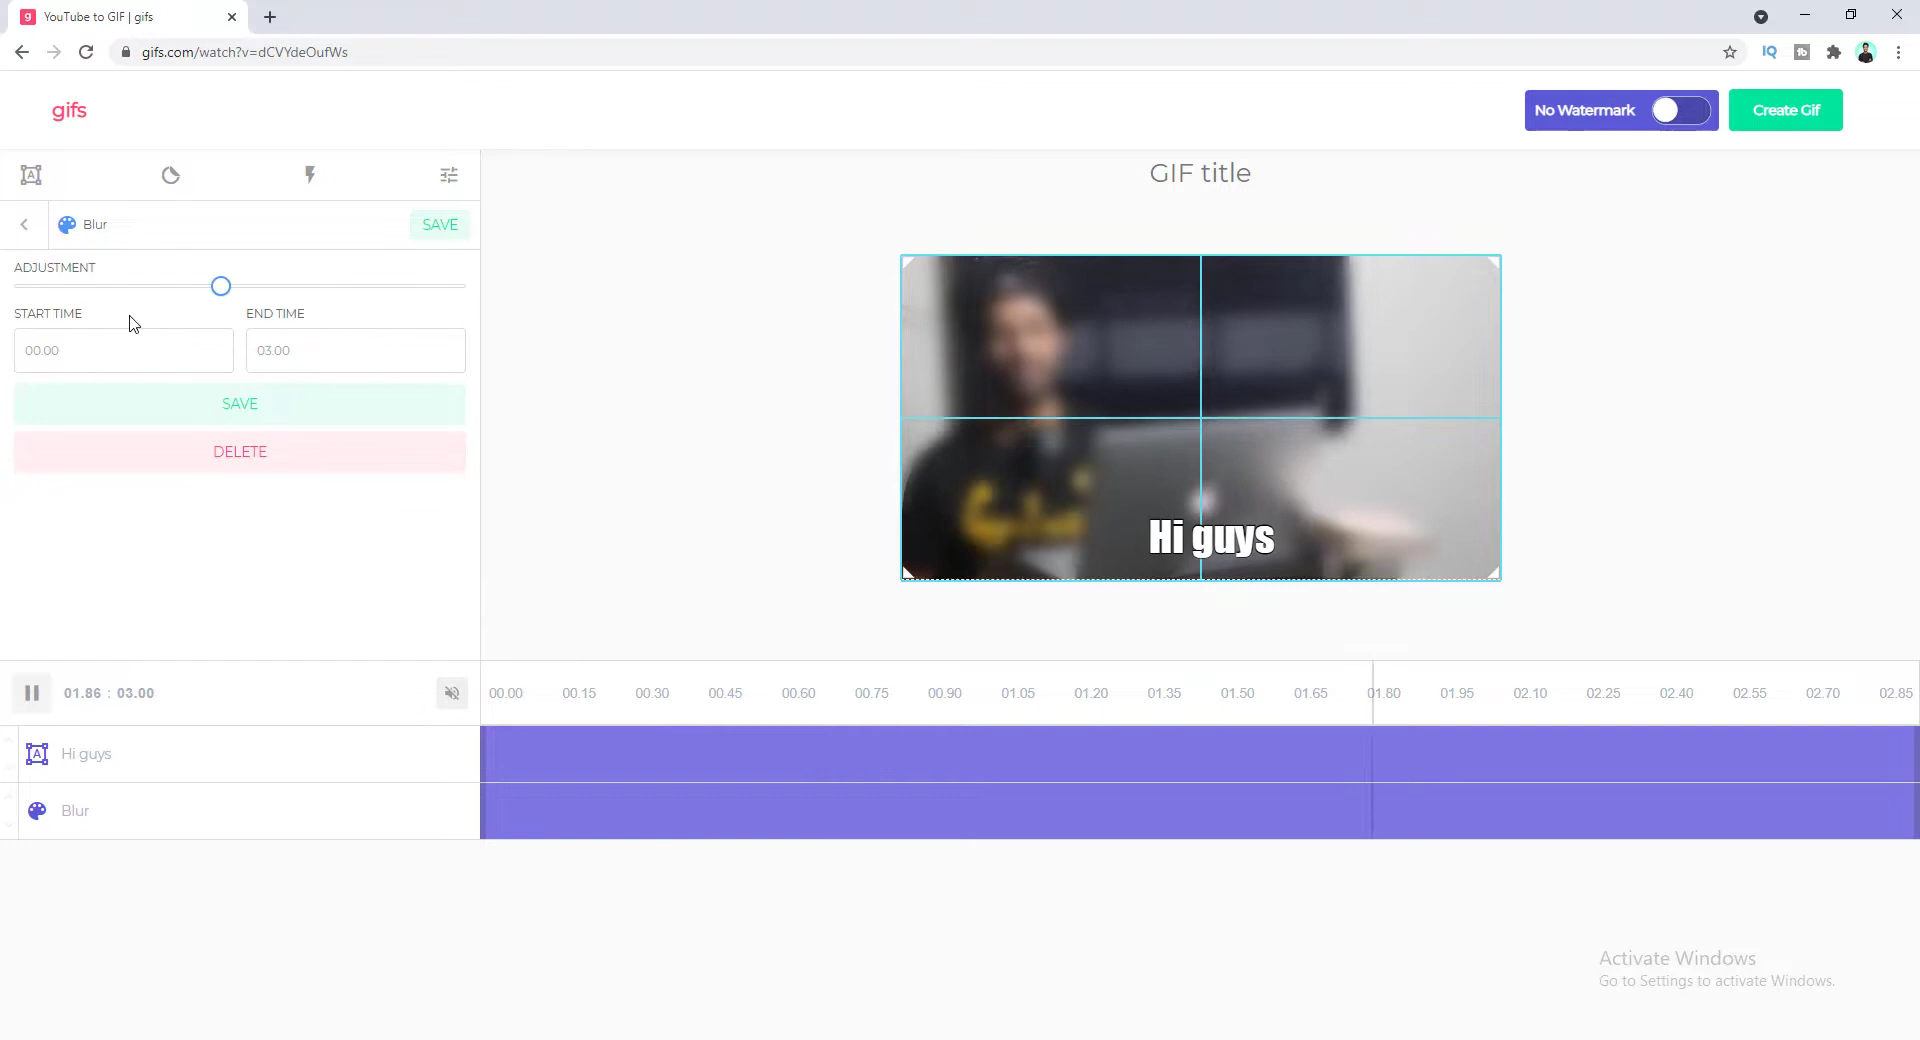 g YouTube to GIF | gifs
gifs.com/watch?v=dCVYdeOufWs
IQ
gifs
No Watermark
Create Gif
A
GIF title
Blur
SAVE
ADJUSTMENT
START TIME
END TIME
00.00
03.00
SAVE
DELETE
Hi guys
01.86 : 03.00
00.00 00.15 00.30 00.45 00.60 00.75 00.90 01.05 01.20 01.35 01.50 01.65 01.80 01.95 02.10 02.25 02.40 02.55 02.70 02.85
A Hi guys
Blur
Activate Windows
Go to Settings to activate Windows.